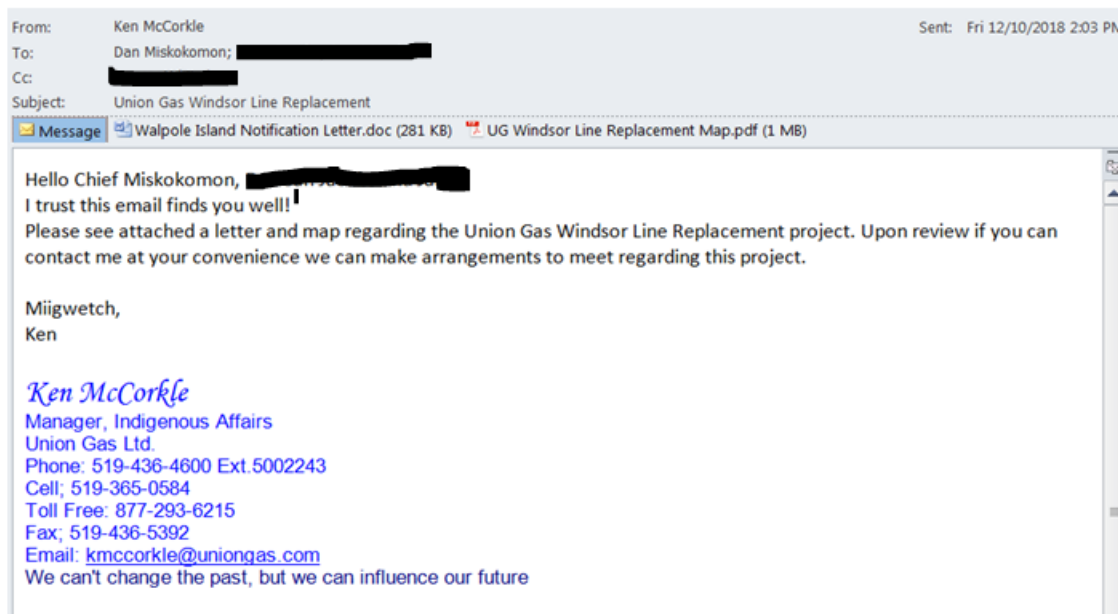 From: Ken McCorkle Sent: Fri 12/10/2018 2:03 PM
To: Dan Miskokomon;
Cc:
Subject: Union Gas Windsor Line Replacement
Message Walpole Island Notification Letter.doc (281 KB) UG Windsor Line Replacement Map.pdf (1 MB)
Hello Chief Miskokomon,
I trust this email finds you well!
Please see attached a letter and map regarding the Union Gas Windsor Line Replacement project. Upon review if you can
contact me at your convenience we can make arrangements to meet regarding this project.
Miigwetch,
Ken
Ken McCorkle
Manager, Indigenous Affairs
Union Gas Ltd.
Phone: 519-436-4600 Ext.5002243
Cell; 519-365-0584
Toll Free: 877-293-6215
Fax; 519-436-5392
Email: kmccorkle@uniongas.com
We can't change the past, but we can influence our future